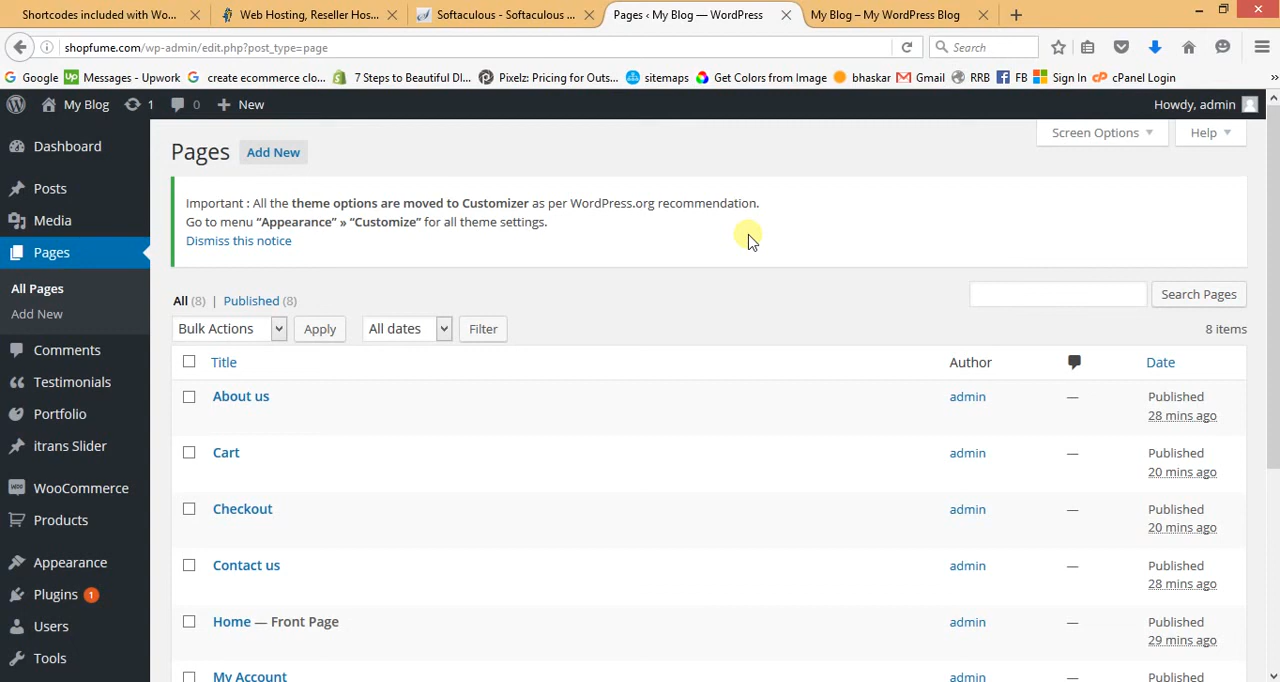 Shortcodes included with Wo...
Web Hosting, Reseller Hos...
Softaculous - Softaculous ...
Pages ‹ My Blog — WordPress
My Blog – My WordPress Blog
shopfume.com/wp-admin/edit.php?post_type=page
Search
Google
Up Messages - Upwork
create ecommerce clo...
7 Steps to Beautiful DI...
Pixelz: Pricing for Outs...
sitemaps
Get Colors from Image
bhaskar
Gmail
RRB
FB
Sign In
cPanel Login
My Blog
1
0
New
Howdy, admin
Screen Options
Help
Dashboard
Posts
Media
Pages
All Pages
Add New
Comments
Testimonials
Portfolio
itrans Slider
WooCommerce
Products
Appearance
Plugins 1
Users
Tools
Pages Add New
Important : All the theme options are moved to Customizer as per WordPress.org recommendation.
Go to menu “Appearance” » “Customize” for all theme settings.
Dismiss this notice
All (8) | Published (8)
Search Pages
Bulk Actions
Apply
All dates
Filter
8 items
Title Author Date
About us admin — Published
28 mins ago
Cart admin — Published
20 mins ago
Checkout admin — Published
20 mins ago
Contact us admin — Published
28 mins ago
Home — Front Page admin — Published
29 mins ago
My Account admin — Published